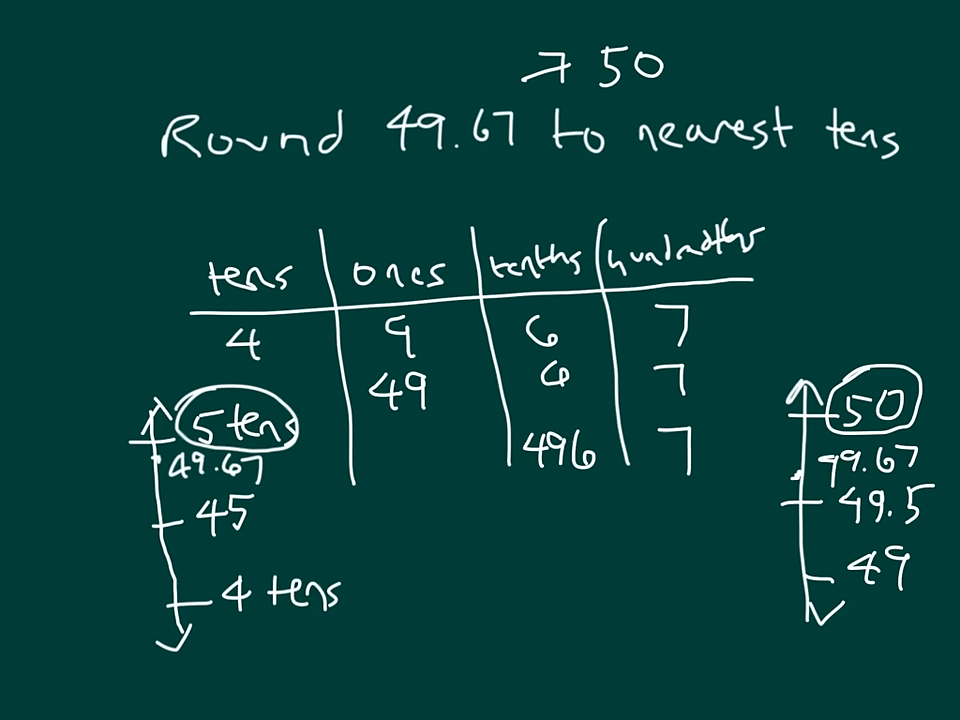 → 50
Round 49.67 to nearest tens
tens ones tenths hundredths
4 9 6 7
49 6 7
496 7
5 tens
49.67
45
4 tens
50
49.67
49.5
49